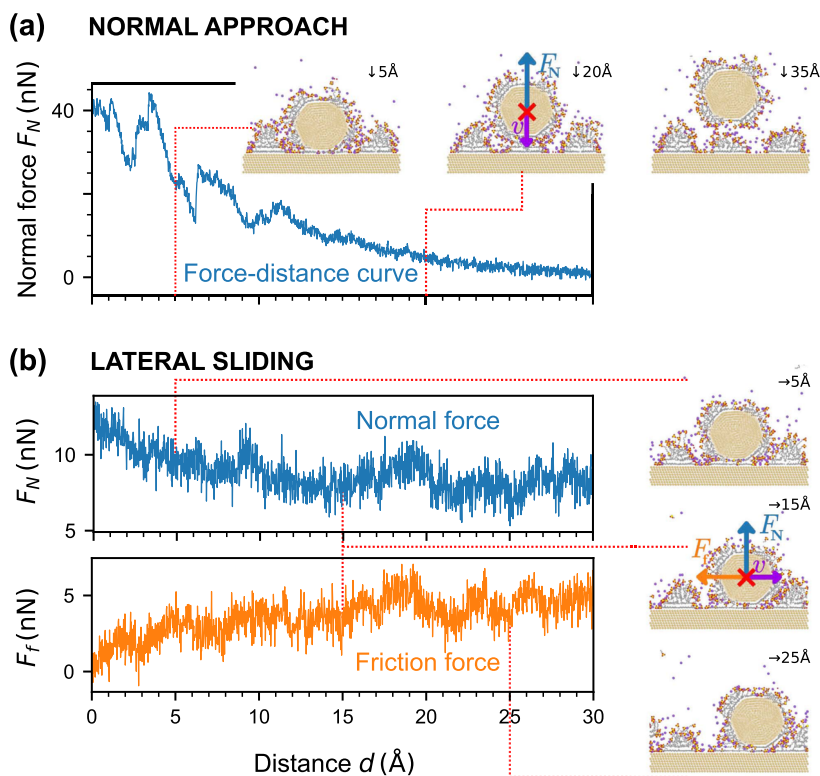 (a) NORMAL APPROACH
Normal force F_N (nN)
40
0
↓5Å
F_N
v
↓20Å
↓35Å
Force-distance curve
(b) LATERAL SLIDING
F_N (nN)
10
5
Normal force
→5Å
→15Å
F_N
F
v
F_f (nN)
5
0
Friction force
→25Å
0 5 10 15 20 25 30
Distance d (Å)